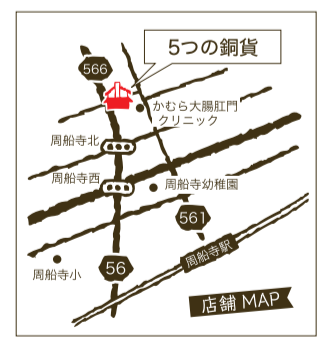 5つの銅貨
566
かむら大腸肛門
クリニック
周船寺北
周船寺西
周船寺幼稚園
561
周船寺駅
56
周船寺小
店舗 MAP